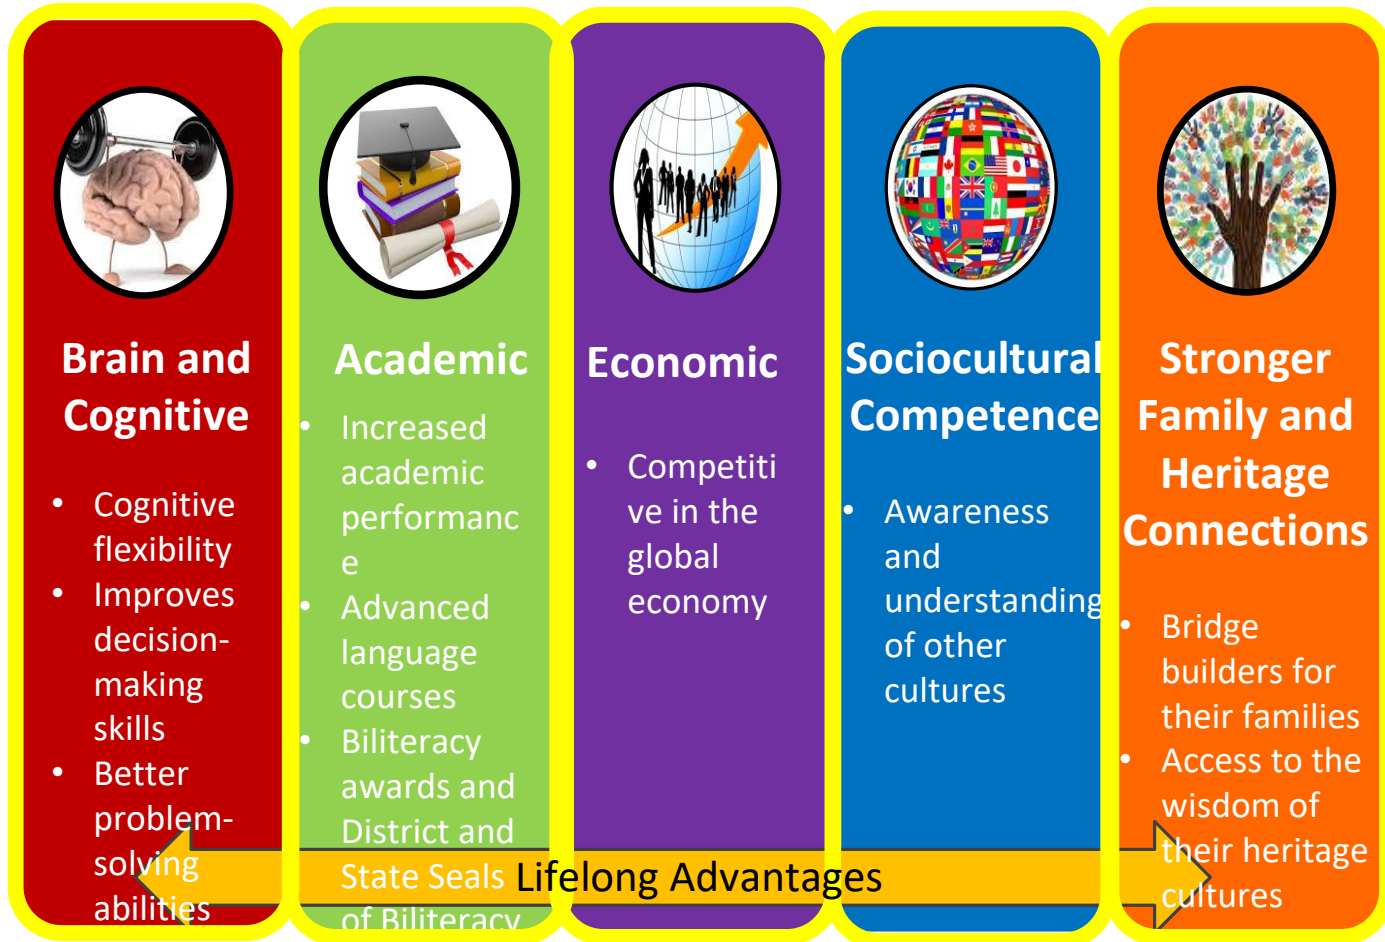 Brain and
Cognitive
• Cognitive
flexibility
• Improves
decision-
making
skills
• Better
problem-
solving
abilities
Academic
• Increased
academic
performanc
e
• Advanced
language
courses
• Biliteracy
awards and
District and
State Seals
of Biliteracy
Economic
• Competiti
ve in the
global
economy
Sociocultural
Competence
• Awareness
and
understanding
of other
cultures
Stronger
Family and
Heritage
Connections
• Bridge
builders for
their families
• Access to the
wisdom of
their heritage
cultures
Lifelong Advantages